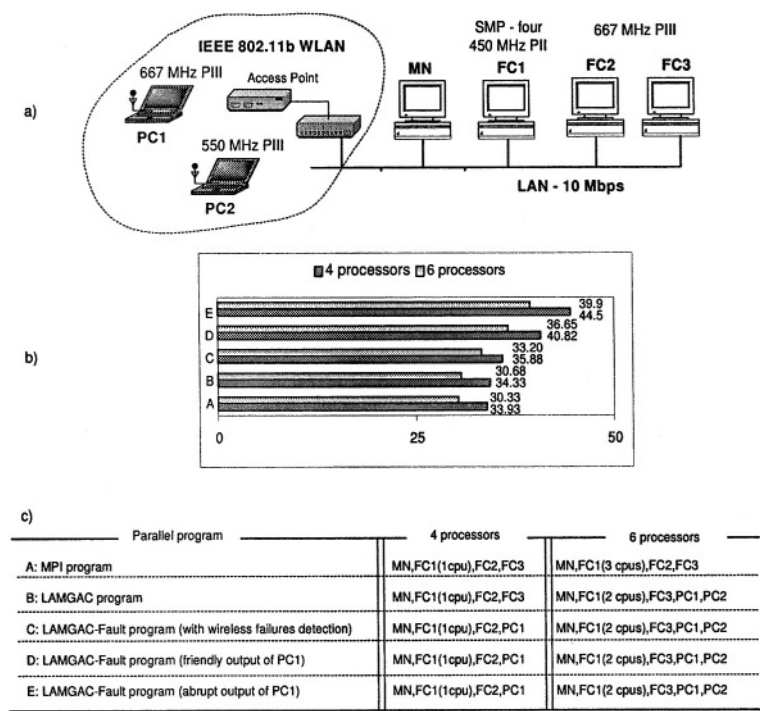 a)
IEEE 802.11b WLAN
667 MHz PIII
Access Point
PC1
550 MHz PIII
PC2
SMP - four
450 MHz PII
667 MHz PIII
MN
FC1
FC2
FC3
LAN - 10 Mbps
b)
4 processors 6 processors
E 39.9
44.5
D 36.65
40.82
C 33.20
35.88
B 30.68
34.33
A 30.33
33.93
0 25 50
c)
Parallel program 4 processors 6 processors
A: MPI program MN,FC1(1cpu),FC2,FC3 MN,FC1(3 cpus),FC2,FC3
B: LAMGAC program MN,FC1(1cpu),FC2,FC3 MN,FC1(2 cpus),FC3,PC1,PC2
C: LAMGAC-Fault program (with wireless failures detection) MN,FC1(1cpu),FC2,PC1 MN,FC1(2 cpus),FC3,PC1,PC2
D: LAMGAC-Fault program (friendly output of PC1) MN,FC1(1cpu),FC2,PC1 MN,FC1(2 cpus),FC3,PC1,PC2
E: LAMGAC-Fault program (abrupt output of PC1) MN,FC1(1cpu),FC2,PC1 MN,FC1(2 cpus),FC3,PC1,PC2